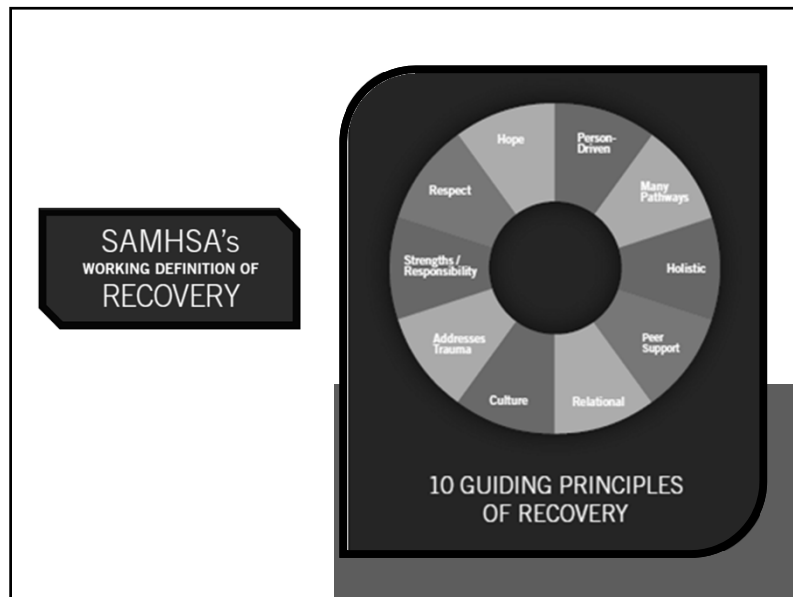 SAMHSA's
WORKING DEFINITION OF
RECOVERY
Hope
Person-
Driven
Many
Pathways
Holistic
Peer
Support
Relational
Culture
Addresses
Trauma
Strengths /
Responsibility
Respect
10 GUIDING PRINCIPLES
OF RECOVERY